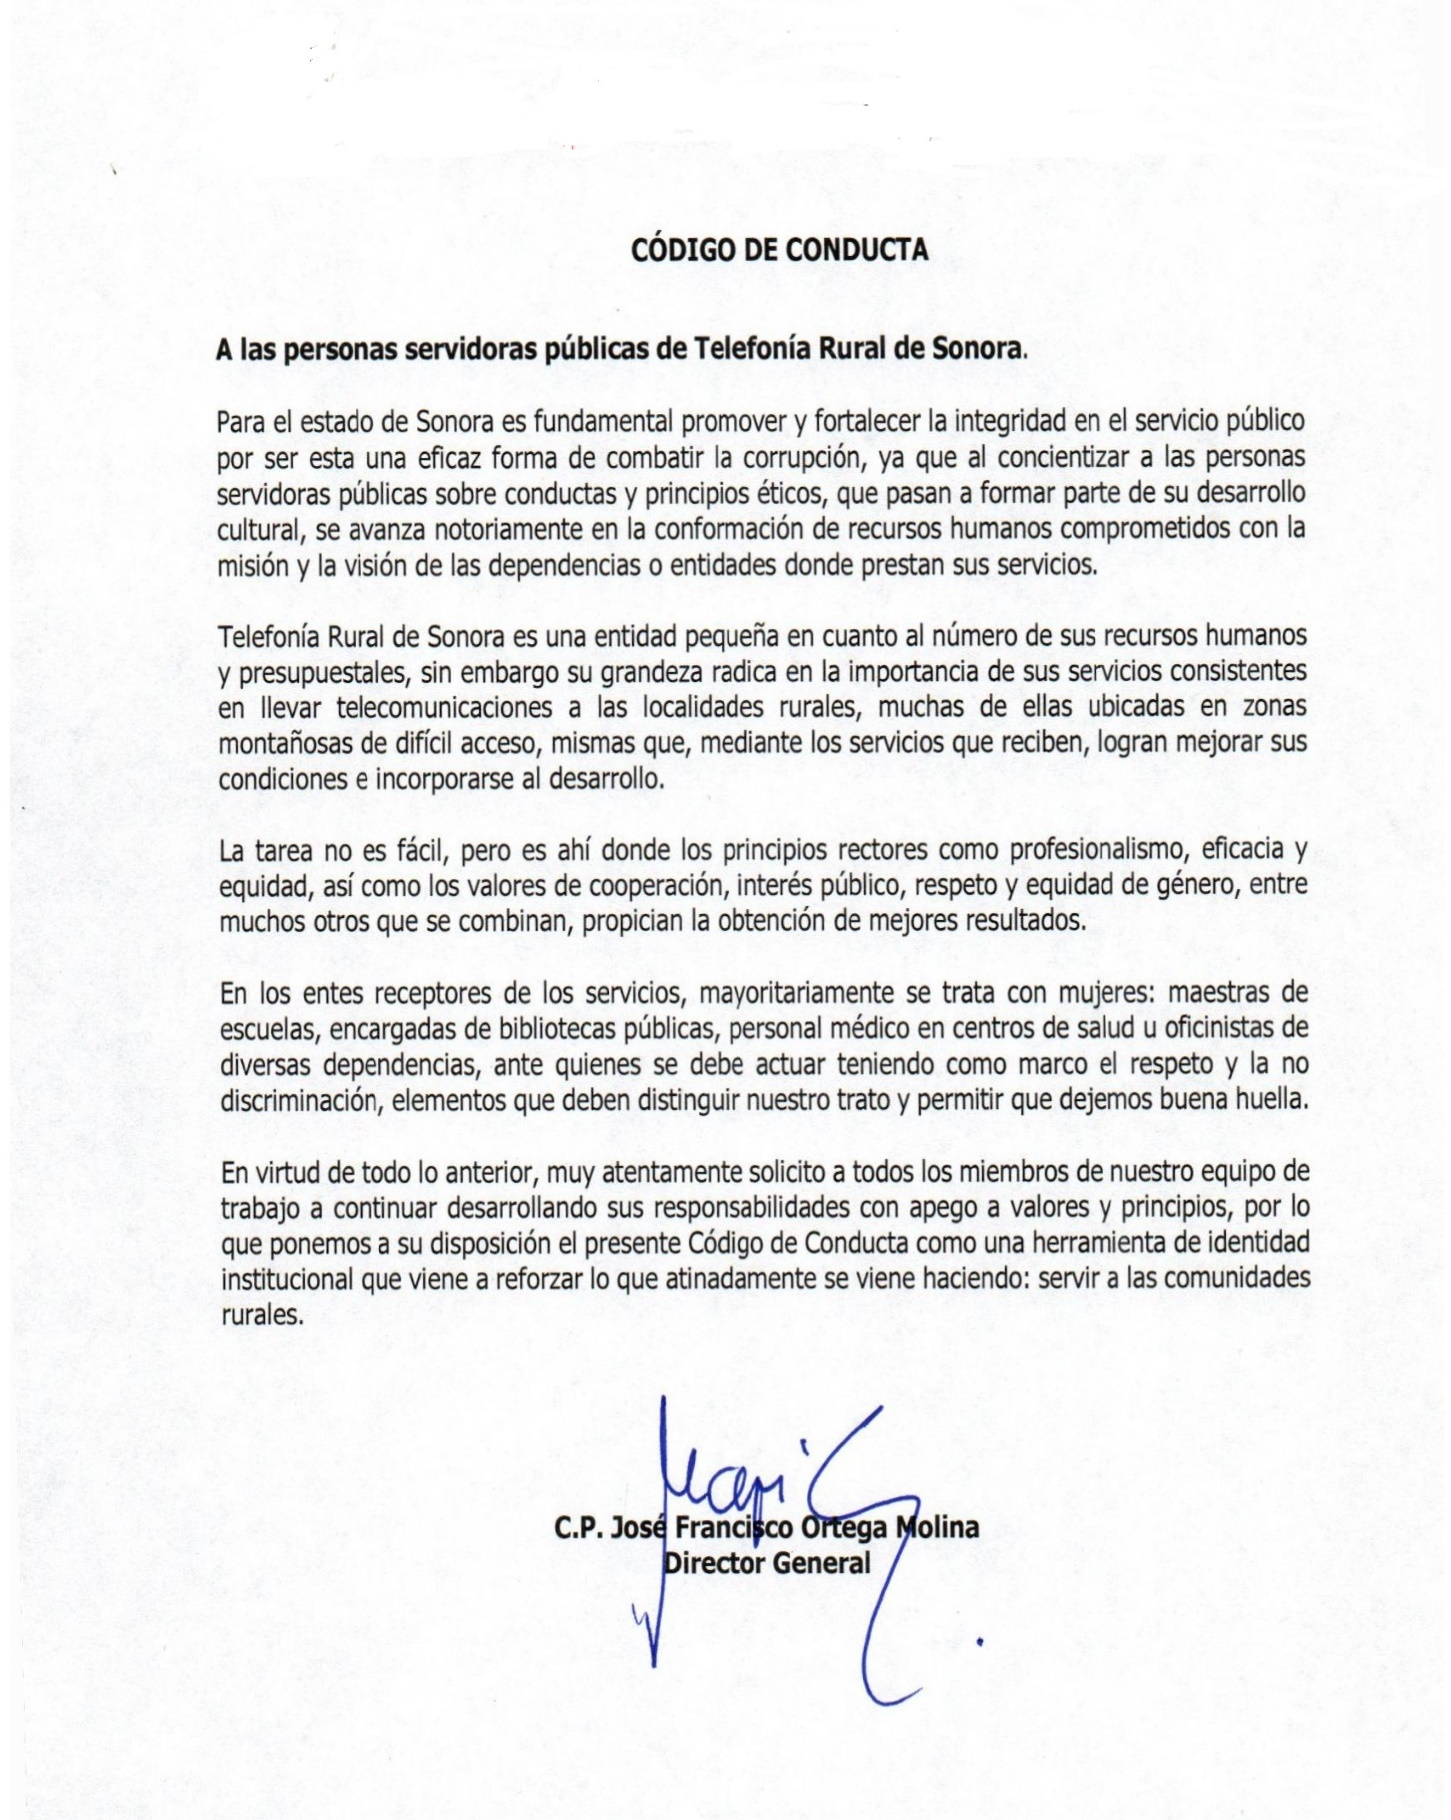 CÓDIGO DE CONDUCTA
A las personas servidoras públicas de Telefonía Rural de Sonora.
Para el estado de Sonora es fundamental promover y fortalecer la integridad en el servicio público
por ser esta una eficaz forma de combatir la corrupción, ya que al concientizar a las personas
servidoras públicas sobre conductas y principios éticos, que pasan a formar parte de su desarrollo
cultural, se avanza notoriamente en la conformación de recursos humanos comprometidos con la
misión y la visión de las dependencias o entidades donde prestan sus servicios.
Telefonía Rural de Sonora es una entidad pequeña en cuanto al número de sus recursos humanos
y presupuestales, sin embargo su grandeza radica en la importancia de sus servicios consistentes
en llevar telecomunicaciones a las localidades rurales, muchas de ellas ubicadas en zonas
montañosas de difícil acceso, mismas que, mediante los servicios que reciben, logran mejorar sus
condiciones e incorporarse al desarrollo.
La tarea no es fácil, pero es ahí donde los principios rectores como profesionalismo, eficacia y
equidad, así como los valores de cooperación, interés público, respeto y equidad de género, entre
muchos otros que se combinan, propician la obtención de mejores resultados.
En los entes receptores de los servicios, mayoritariamente se trata con mujeres: maestras de
escuelas, encargadas de bibliotecas públicas, personal médico en centros de salud u oficinistas de
diversas dependencias, ante quienes se debe actuar teniendo como marco el respeto y la no
discriminación, elementos que deben distinguir nuestro trato y permitir que dejemos buena huella.
En virtud de todo lo anterior, muy atentamente solicito a todos los miembros de nuestro equipo de
trabajo a continuar desarrollando sus responsabilidades con apego a valores y principios, por lo
que ponemos a su disposición el presente Código de Conducta como una herramienta de identidad
institucional que viene a reforzar lo que atinadamente se viene haciendo: servir a las comunidades
rurales.
C.P. José Francisco Ortega Molina
Director General